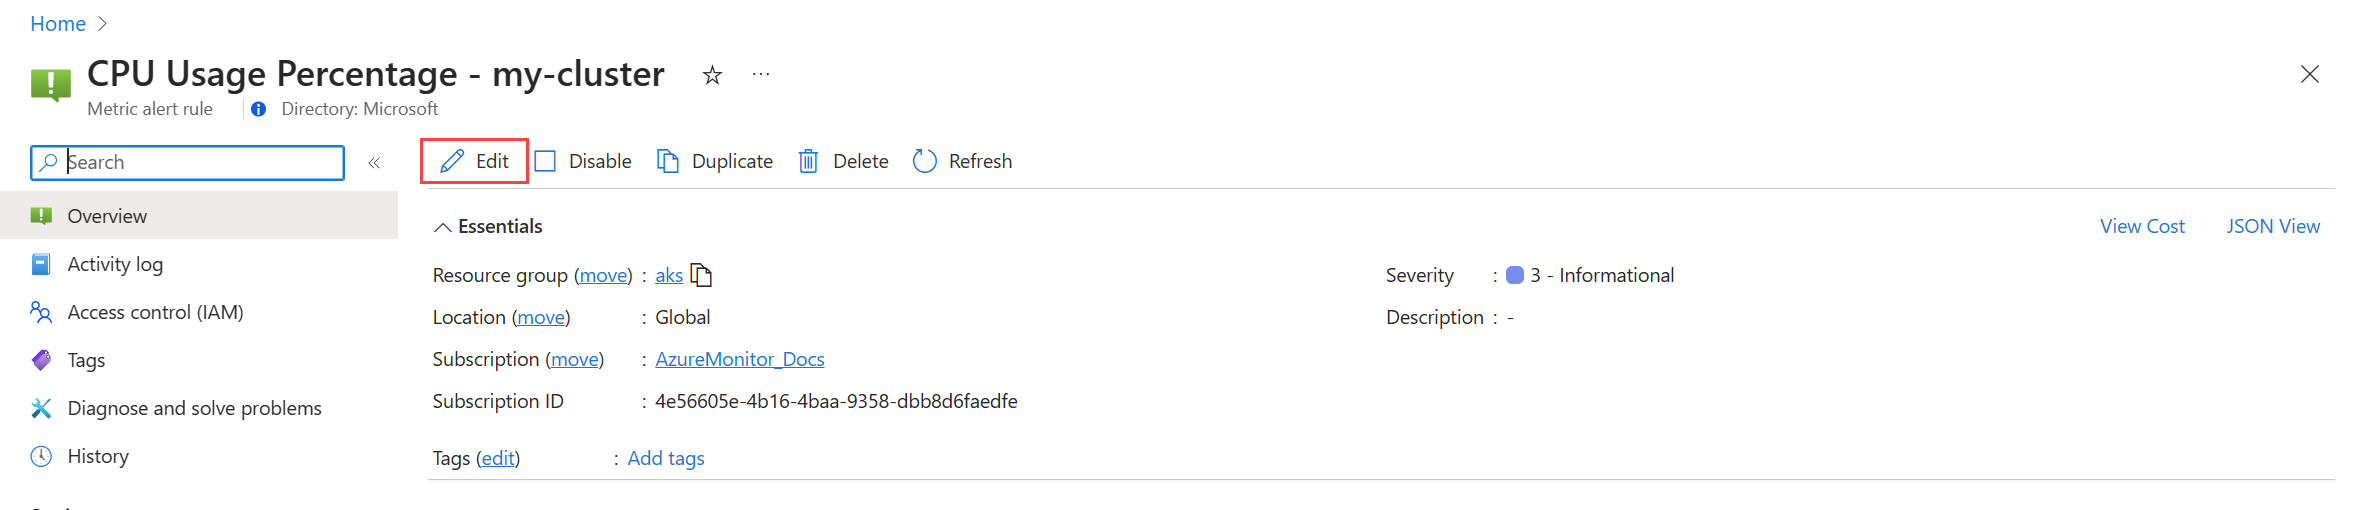 Home
CPU Usage Percentage - my-cluster
Metric alert rule Directory: Microsoft
Search «
Edit Disable Duplicate Delete Refresh
Overview
Activity log
Access control (IAM)
Tags
Diagnose and solve problems
History
Essentials View Cost JSON View
Resource group (move) : aks
Location (move) : Global
Subscription (move) : AzureMonitor_Docs
Subscription ID : 4e56605e-4b16-4baa-9358-dbb8d6faedfe
Tags (edit) : Add tags
Severity : 3 - Informational
Description : -